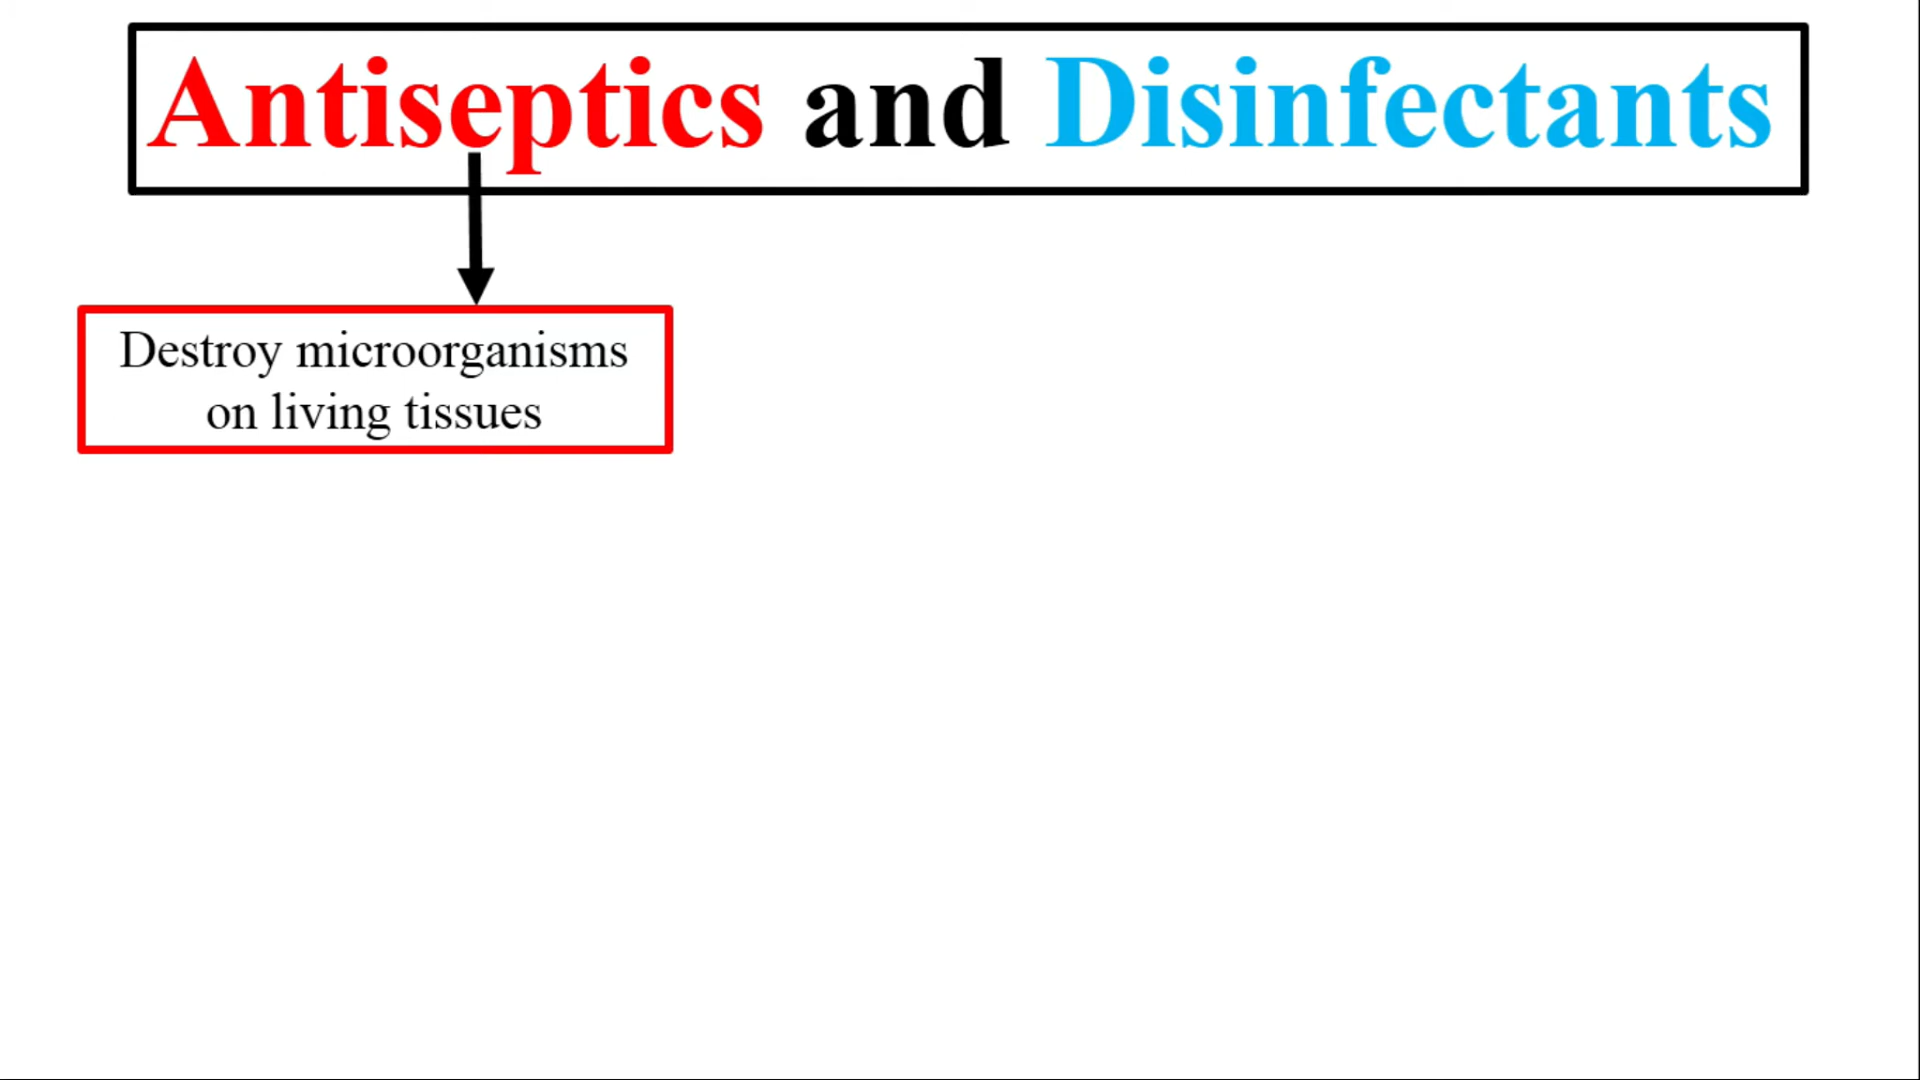 Antiseptics and Disinfectants
Destroy microorganisms
on living tissues